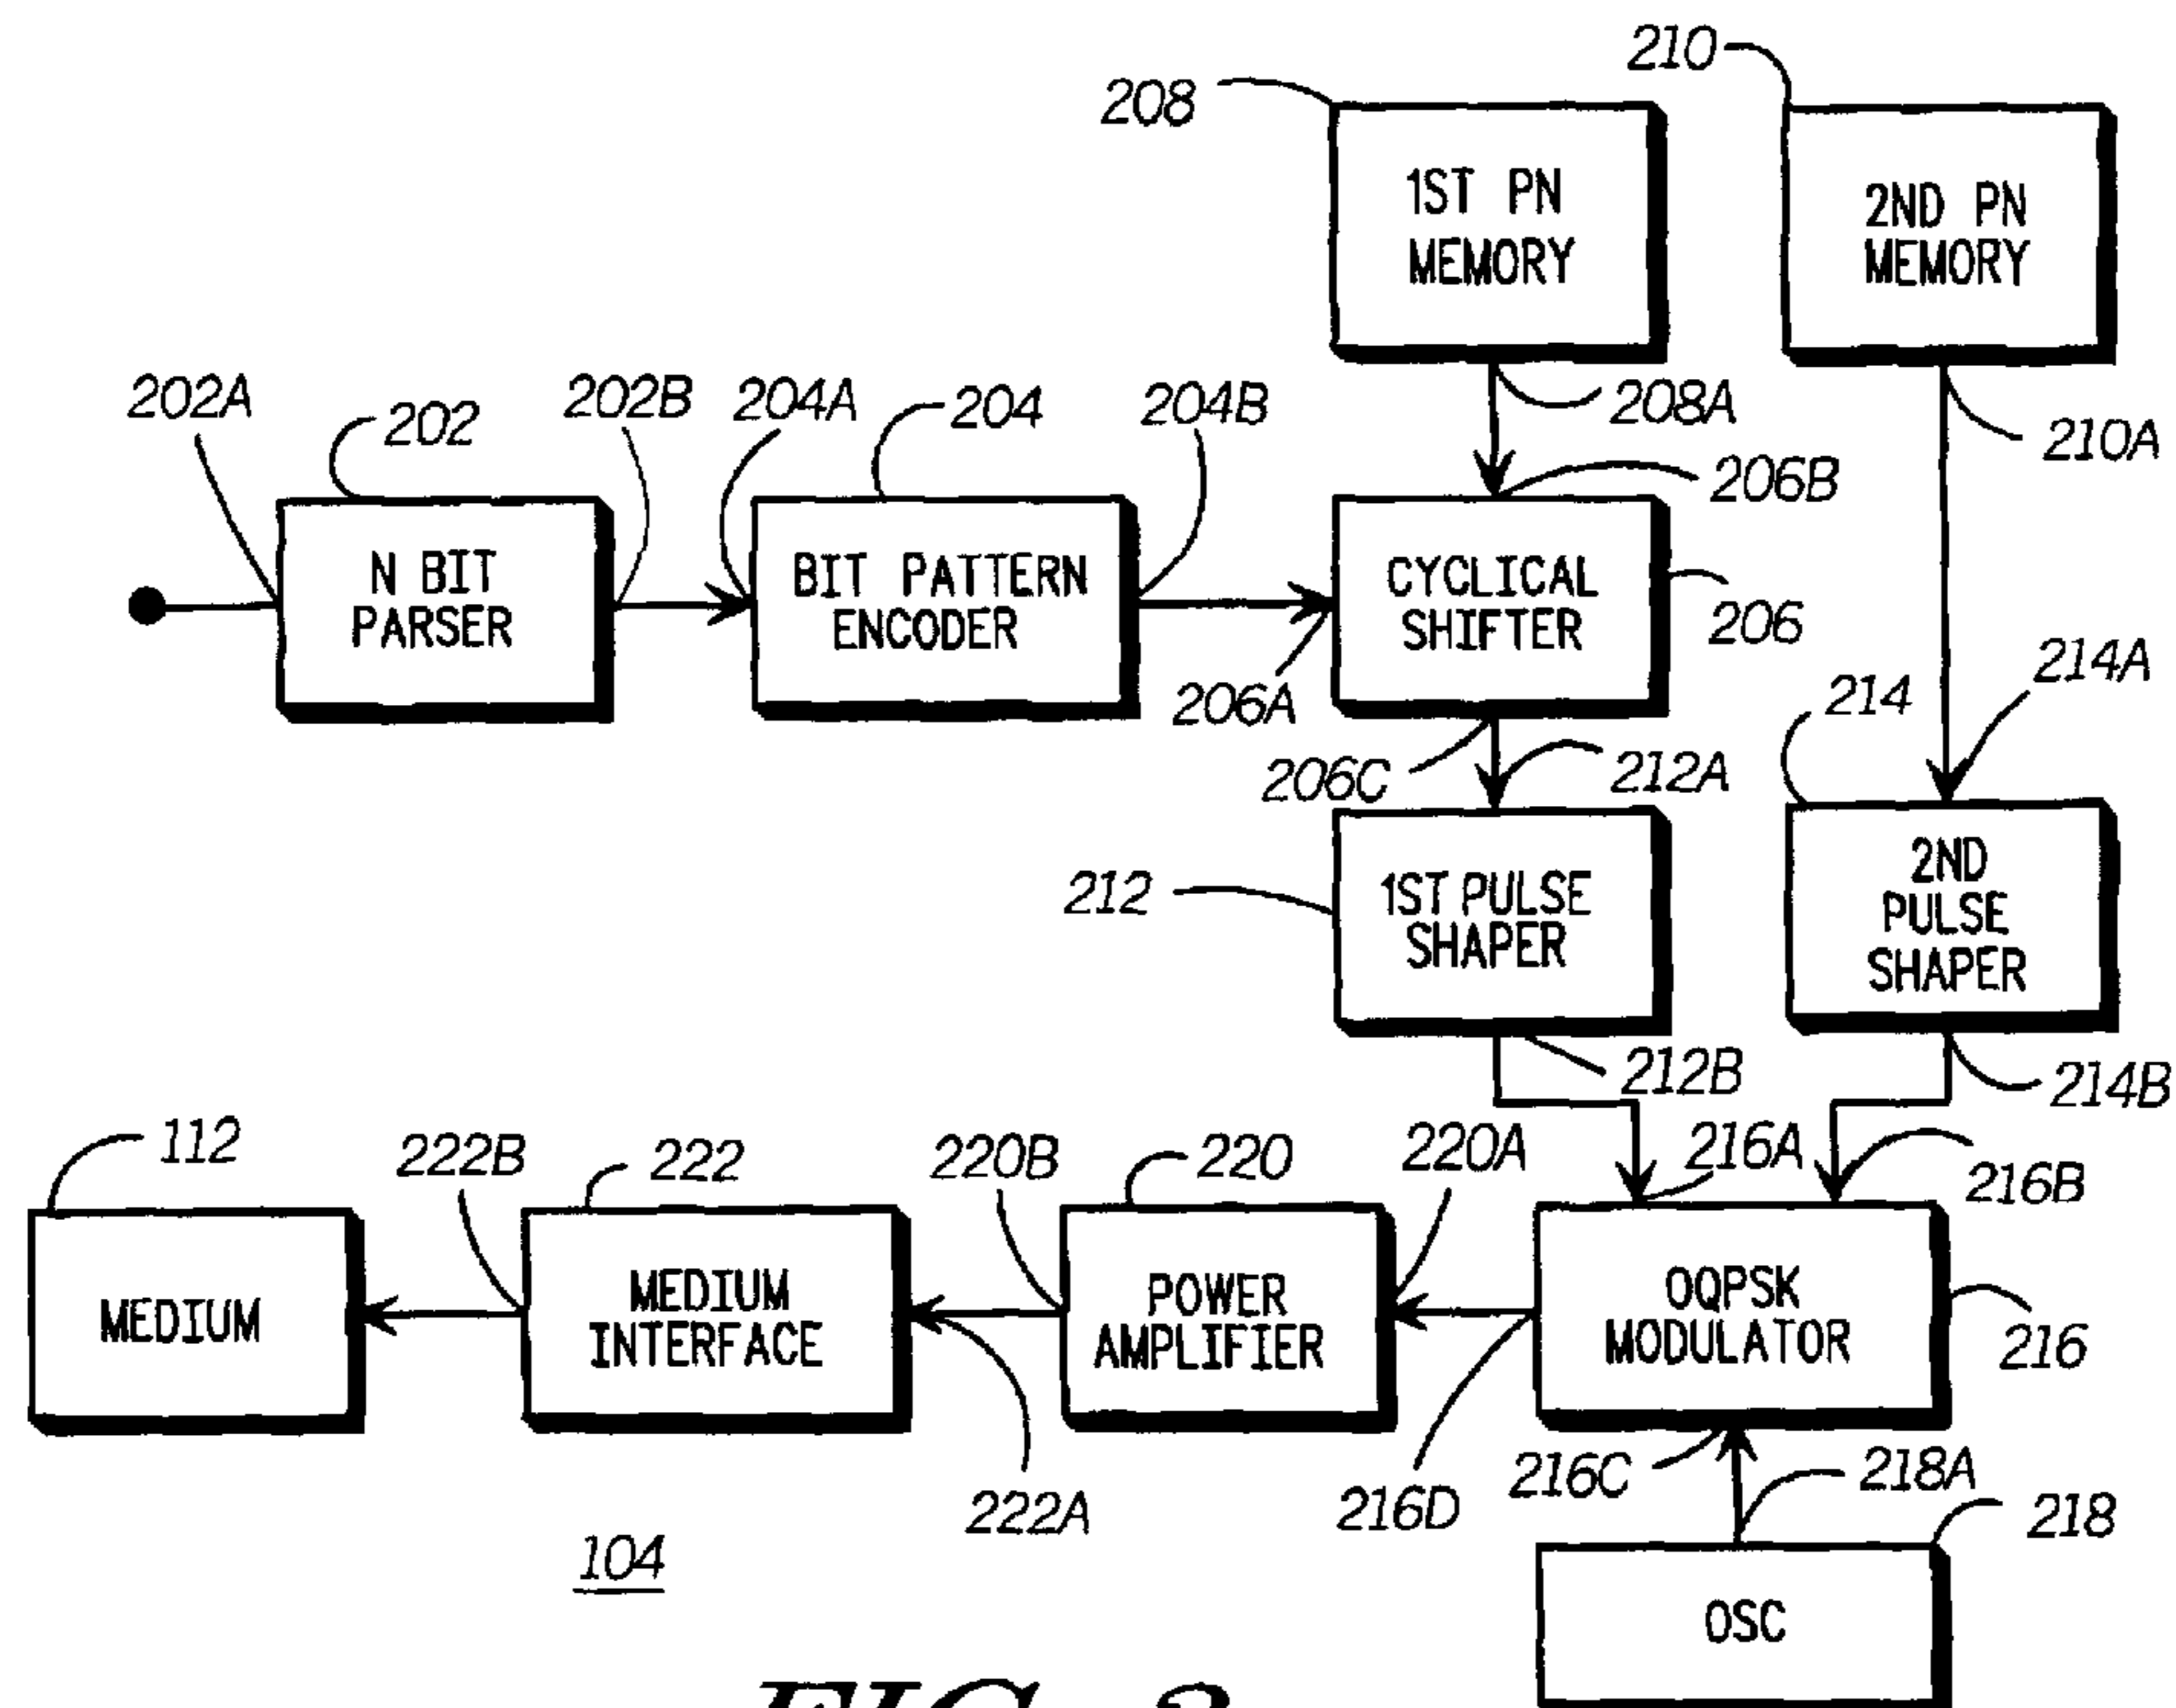 210
208
1ST PN
MEMORY
2ND PN
MEMORY
202A
202
202B
204A
204
204B
208A
210A
206B
N BIT
PARSER
BIT PATTERN
ENCODER
CYCLICAL
SHIFTER
206
206A
214
214A
206C
212A
212
1ST PULSE
SHAPER
2ND
PULSE
SHAPER
212B
214B
112
222B
222
220B
220
220A
216A
216B
MEDIUM
MEDIUM
INTERFACE
POWER
AMPLIFIER
OQPSK
MODULATOR
216
222A
216D
216C
218A
218
104
OSC